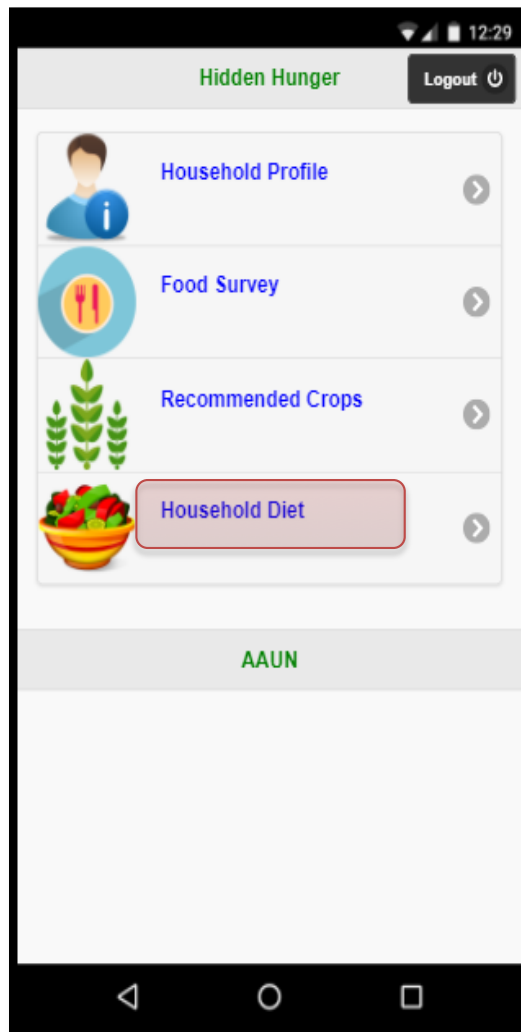 12:29
Hidden Hunger
Logout
Household Profile
i
Food Survey
Recommended Crops
Household Diet
AAUN